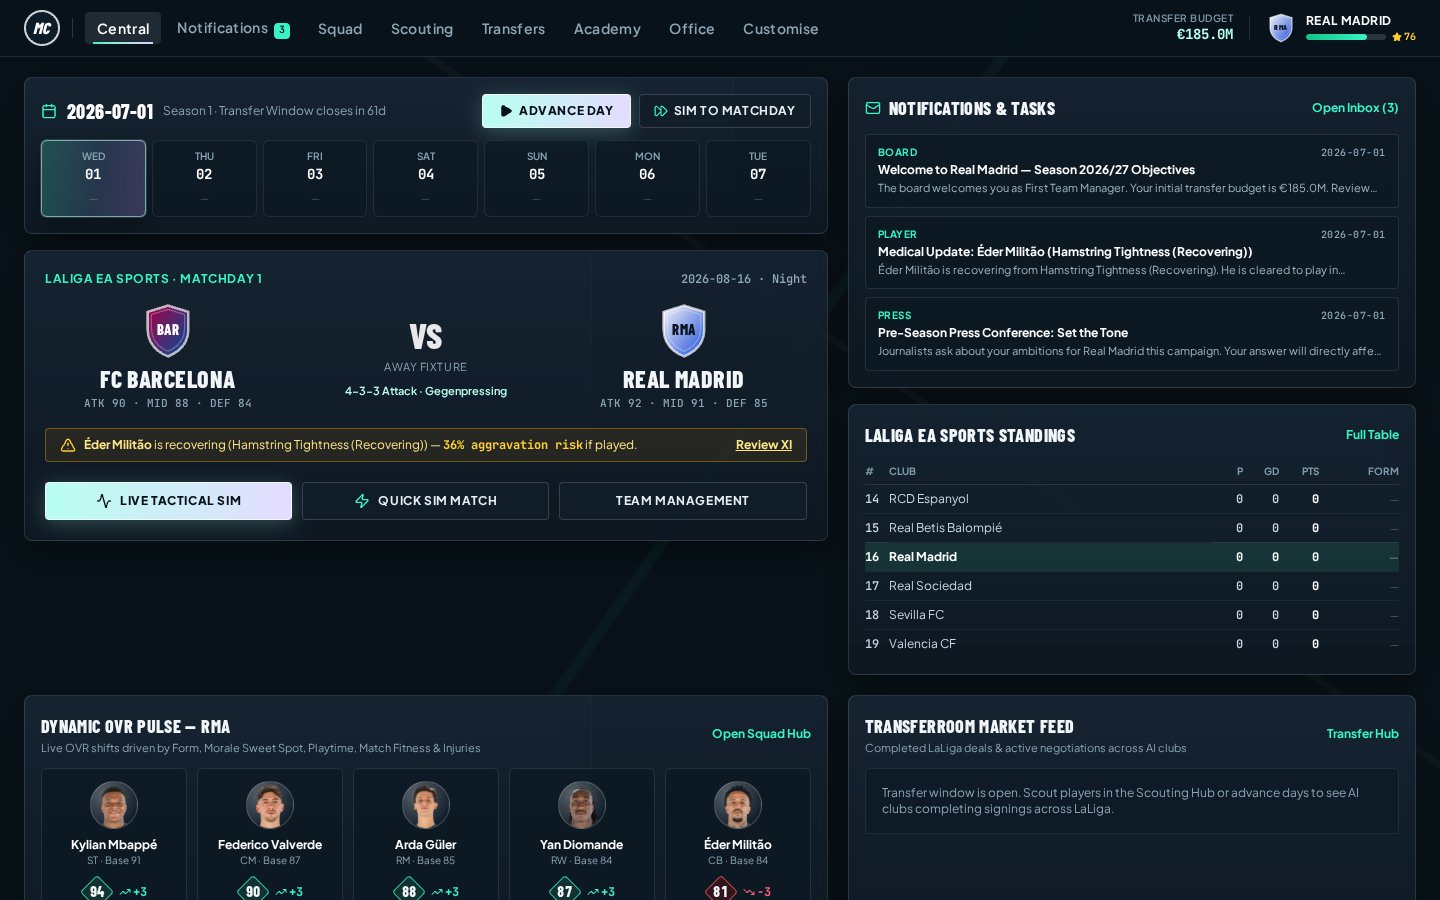 MC
Central
Notifications 3
Squad
Scouting
Transfers
Academy
Office
Customise
TRANSFER BUDGET
€185.0M
RMA
REAL MADRID
76
2026-07-01 Season 1 · Transfer Window closes in 61d
ADVANCE DAY
SIM TO MATCHDAY
WED THU FRI SAT SUN MON TUE
01 02 03 04 05 06 07
— — — — — — —
LALIGA EA SPORTS · MATCHDAY 1
2026-08-16 · Night
BAR
FC BARCELONA
ATK 90 · MID 88 · DEF 84
VS
AWAY FIXTURE
4-3-3 Attack · Gegenpressing
RMA
REAL MADRID
ATK 92 · MID 91 · DEF 85
Éder Militão is recovering (Hamstring Tightness (Recovering)) — 36% aggravation risk if played.
Review XI
LIVE TACTICAL SIM
QUICK SIM MATCH
TEAM MANAGEMENT
NOTIFICATIONS & TASKS
Open Inbox (3)
BOARD 2026-07-01
Welcome to Real Madrid — Season 2026/27 Objectives
The board welcomes you as First Team Manager. Your initial transfer budget is €185.0M. Review...
PLAYER 2026-07-01
Medical Update: Éder Militão (Hamstring Tightness (Recovering))
Éder Militão is recovering from Hamstring Tightness (Recovering). He is cleared to play in...
PRESS 2026-07-01
Pre-Season Press Conference: Set the Tone
Journalists ask about your ambitions for Real Madrid this campaign. Your answer will directly affe...
LALIGA EA SPORTS STANDINGS
Full Table
# CLUB P GD PTS FORM
14 RCD Espanyol 0 0 0 —
15 Real Betis Balompié 0 0 0 —
16 Real Madrid 0 0 0 —
17 Real Sociedad 0 0 0 —
18 Sevilla FC 0 0 0 —
19 Valencia CF 0 0 0 —
DYNAMIC OVR PULSE — RMA
Live OVR shifts driven by Form, Morale Sweet Spot, Playtime, Match Fitness & Injuries
Open Squad Hub
Kylian Mbappé
ST · Base 91
94 +3
Federico Valverde
CM · Base 87
90 +3
Arda Güler
RM · Base 85
88 +3
Yan Diomande
RW · Base 84
87 +3
Éder Militão
CB · Base 84
81 -3
TRANSFERROOM MARKET FEED
Completed LaLiga deals & active negotiations across AI clubs
Transfer Hub
Transfer window is open. Scout players in the Scouting Hub or advance days to see AI
clubs completing signings across LaLiga.